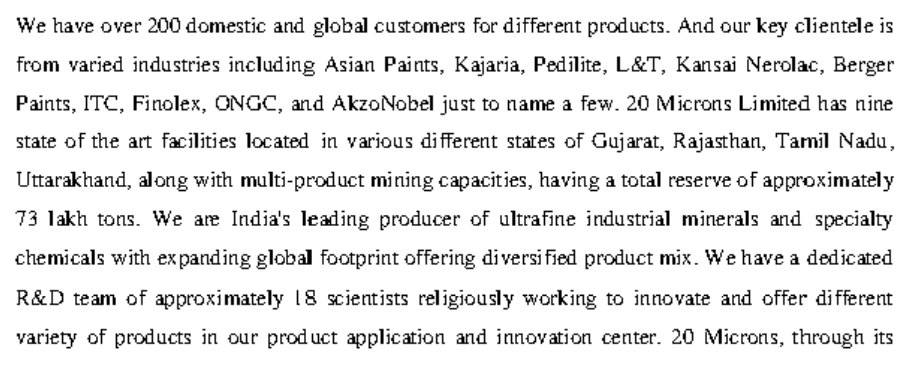 We have over 200 domestic and global customers for different products. And our key clientele is
from varied industries including Asian Paints, Kajaria, Pedilite, L&T, Kansai Nerolac, Berger
Paints, ITC, Finolex, ONGC, and AkzoNobel just to name a few. 20 Microns Limited has nine
state of the art facilities located in various different states of Gujarat, Rajasthan, Tamil Nadu,
Uttarakhand, along with multi-product mining capacities, having a total reserve of approximately
73 lakh tons. We are India's leading producer of ultrafine industrial minerals and specialty
chemicals with expanding global footprint offering diversified product mix. We have a dedicated
R&D team of approximately 18 scientists religiously working to innovate and offer different
variety of products in our product application and innovation center. 20 Microns, through its